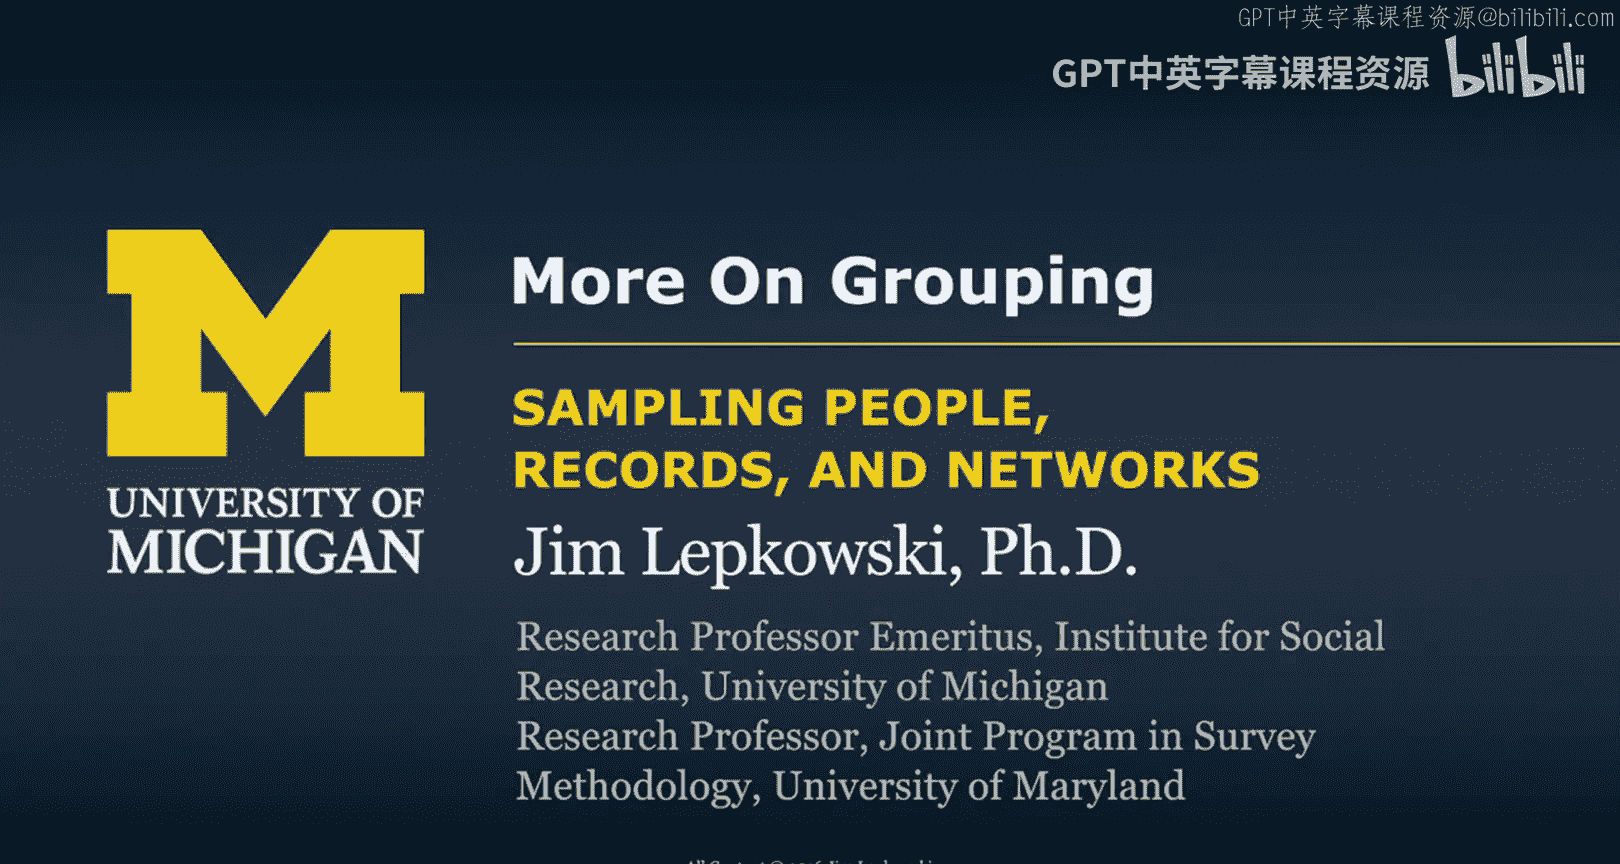 GPT中英字幕课程资源@bilibili.com
GPT中英字幕课程资源 bilibili
More On Grouping
SAMPLING PEOPLE,
RECORDS, AND NETWORKS
UNIVERSITY OF
MICHIGAN
Jim Lepkowski, Ph.D.
Research Professor Emeritus, Institute for Social
Research, University of Michigan
Research Professor, Joint Program in Survey
Methodology, University of Maryland